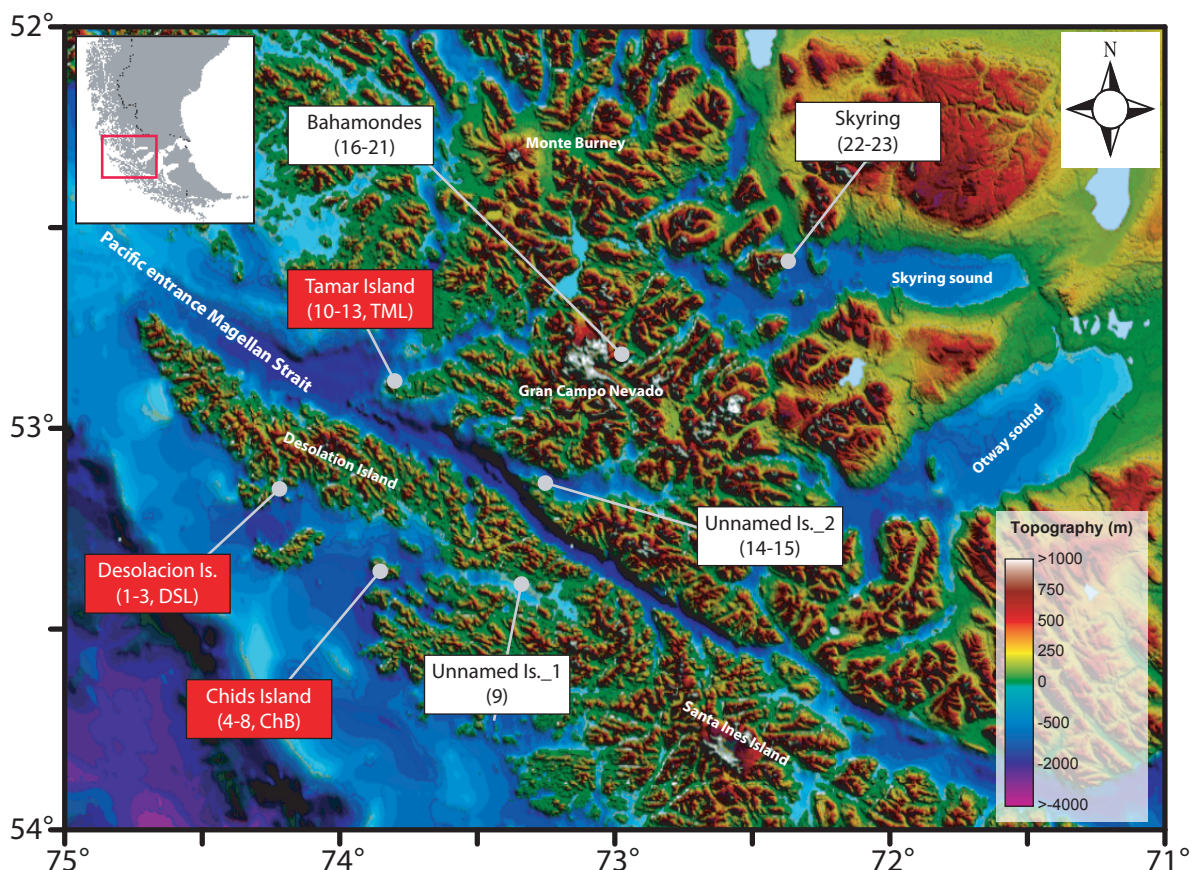 52°
N
Bahamondes
(16-21)
Skyring
(22-23)
Monte Burney
Pacific entrance Magellan Strait
Tamar Island
(10-13, TML)
Skyring sound
Gran Campo Nevado
53°
Desolation Island
Otway sound
Unnamed Is._2
(14-15)
Desolacion Is.
(1-3, DSL)
Unnamed Is._1
(9)
Chids Island
(4-8, ChB)
Santa Ines Island
Topography (m)
>1000
750
500
250
0
-500
-2000
>-4000
54°
75°
74°
73°
72°
71°